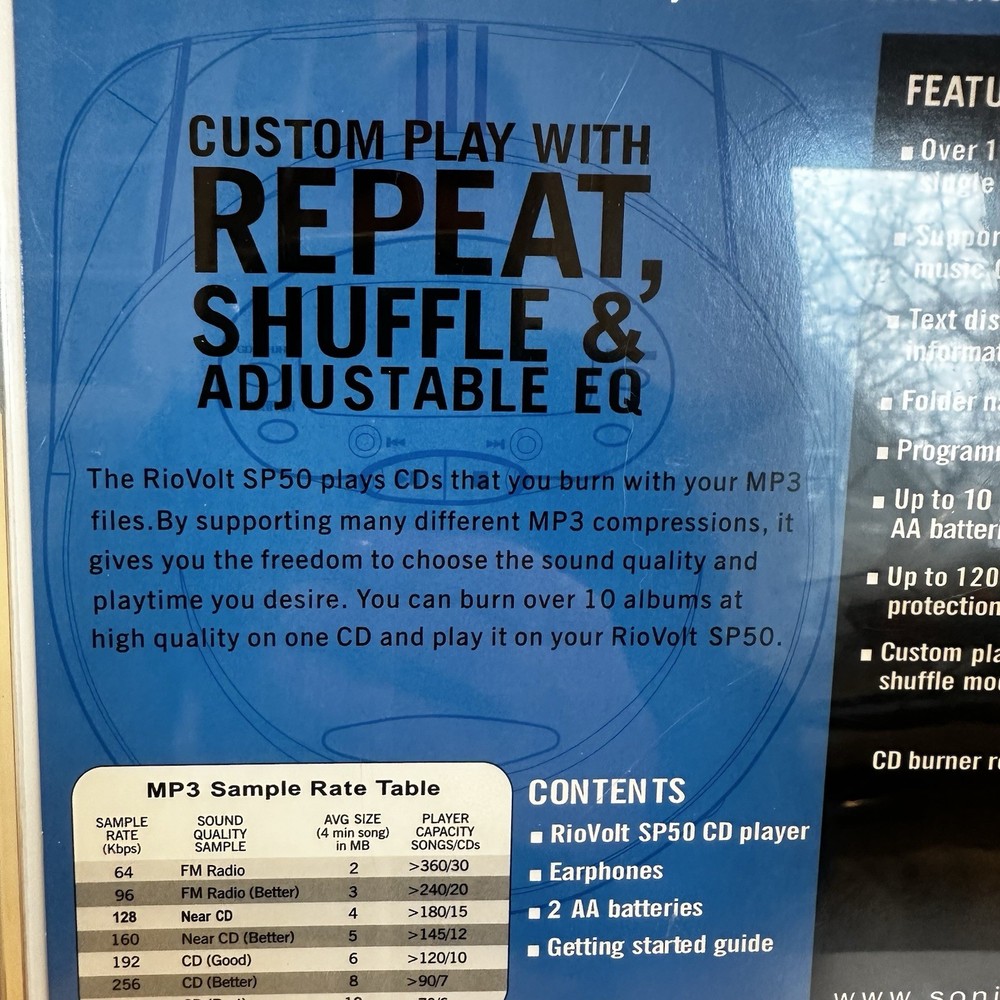 CUSTOM PLAY WITH
REPEAT,
SHUFFLE &
ADJUSTABLE EQ
The RioVolt SP50 plays CDs that you burn with your MP3
files.By supporting many different MP3 compressions, it
gives you the freedom to choose the sound quality and
playtime you desire. You can burn over 10 albums at
high quality on one CD and play it on your RioVolt SP50.
MP3 Sample Rate Table
SAMPLE RATE (Kbps) SOUND QUALITY SAMPLE AVG SIZE (4 min song) in MB PLAYER CAPACITY SONGS/CDs
64 FM Radio 2 >360/30
96 FM Radio (Better) 3 >240/20
128 Near CD 4 >180/15
160 Near CD (Better) 5 >145/12
192 CD (Good) 6 >120/10
256 CD (Better) 8 >90/7
CONTENTS
▪ RioVolt SP50 CD player
▪ Earphones
▪ 2 AA batteries
▪ Getting started guide
FEATU
▪ Over 1
single
▪ Suppor
music
▪ Text dis
informat
▪ Folder na
▪ Programm
▪ Up to 10
AA batteri
▪ Up to 120
protection
▪ Custom pla
shuffle mo
CD burner re
www.soni